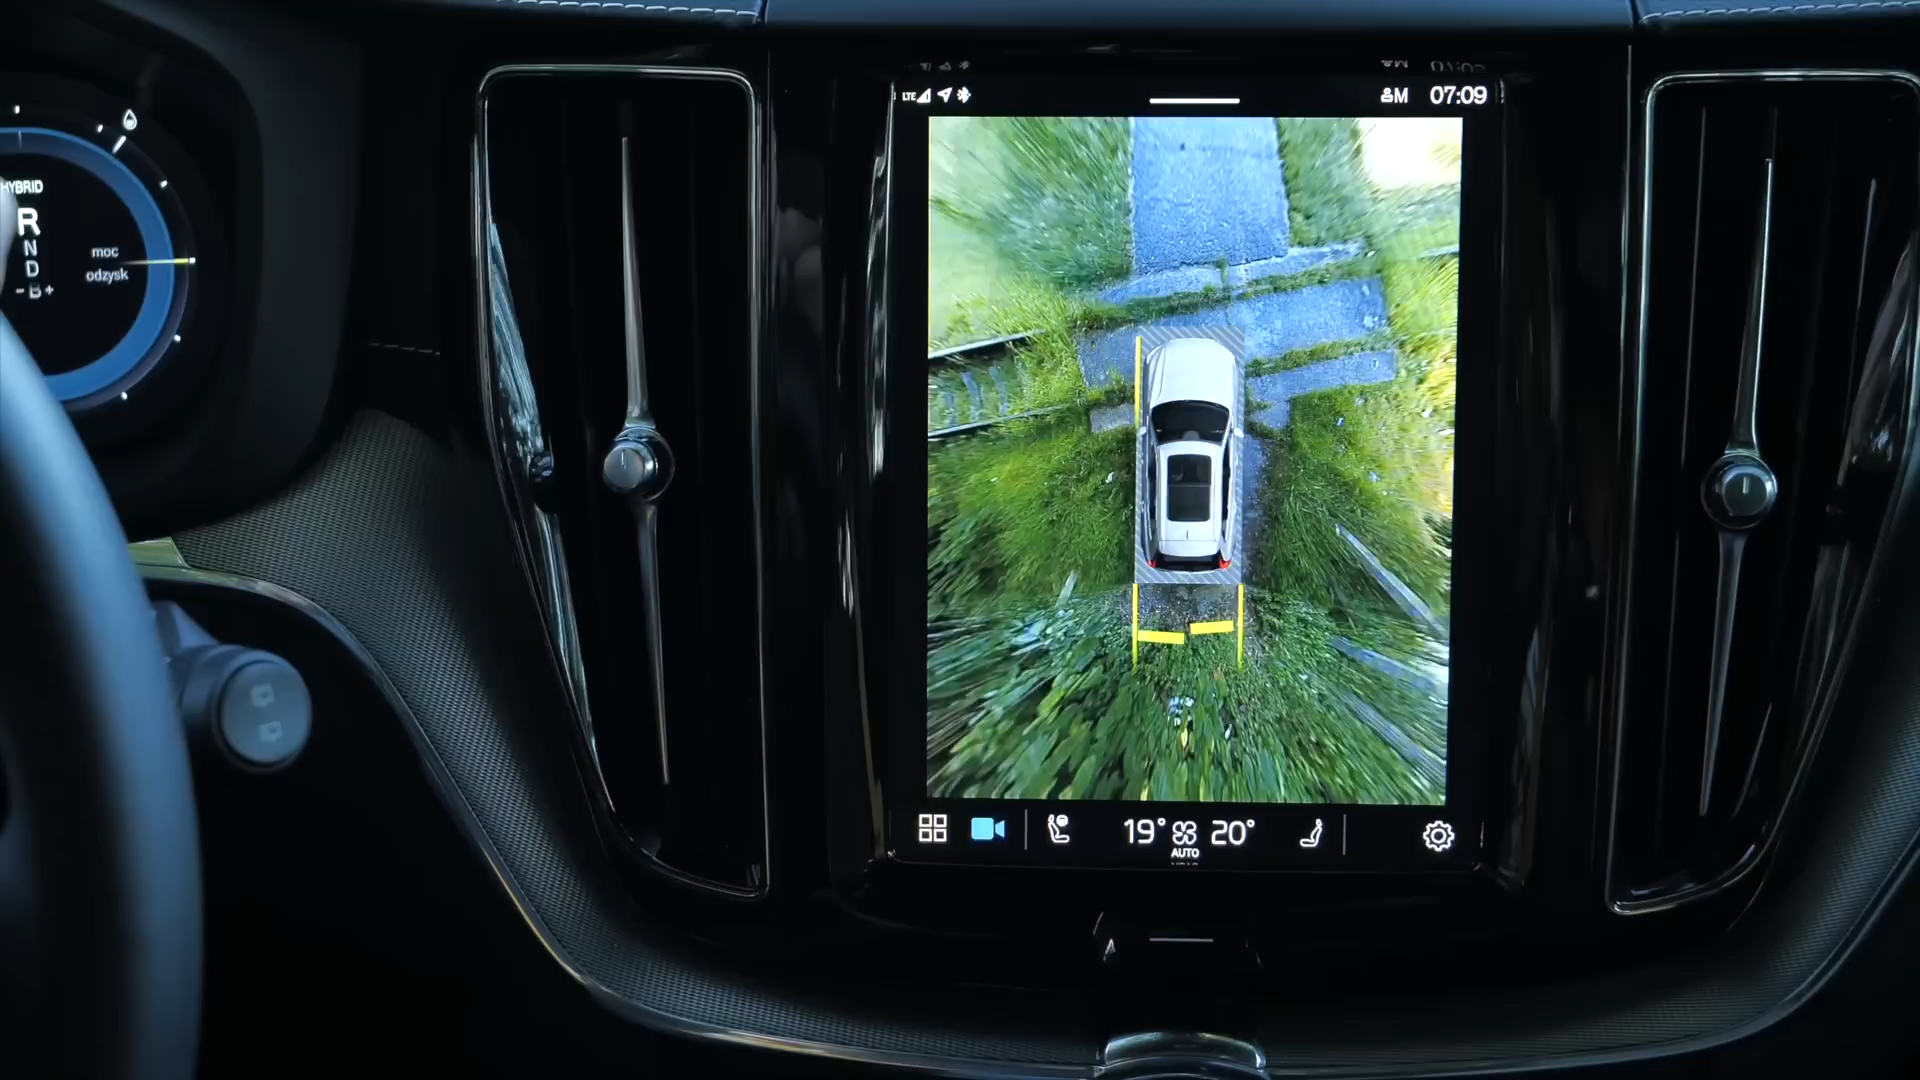 LTE
M 07:09
HYBRID
R
N
D
- B +
moc
odzysk
19° 20°
AUTO